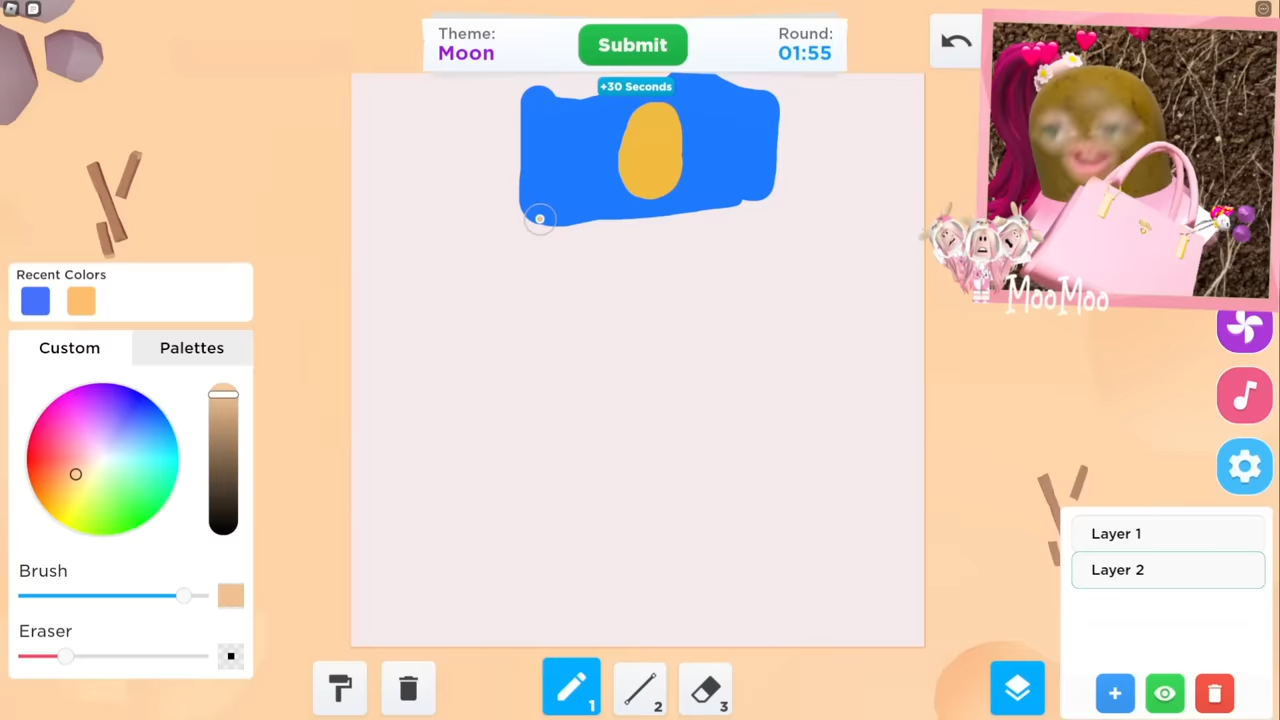 Theme:
Moon
Submit
Round:
01:55
+30 Seconds
MooMoo
Recent Colors
Custom
Palettes
Brush
Eraser
Layer 1
Layer 2
1
2
3